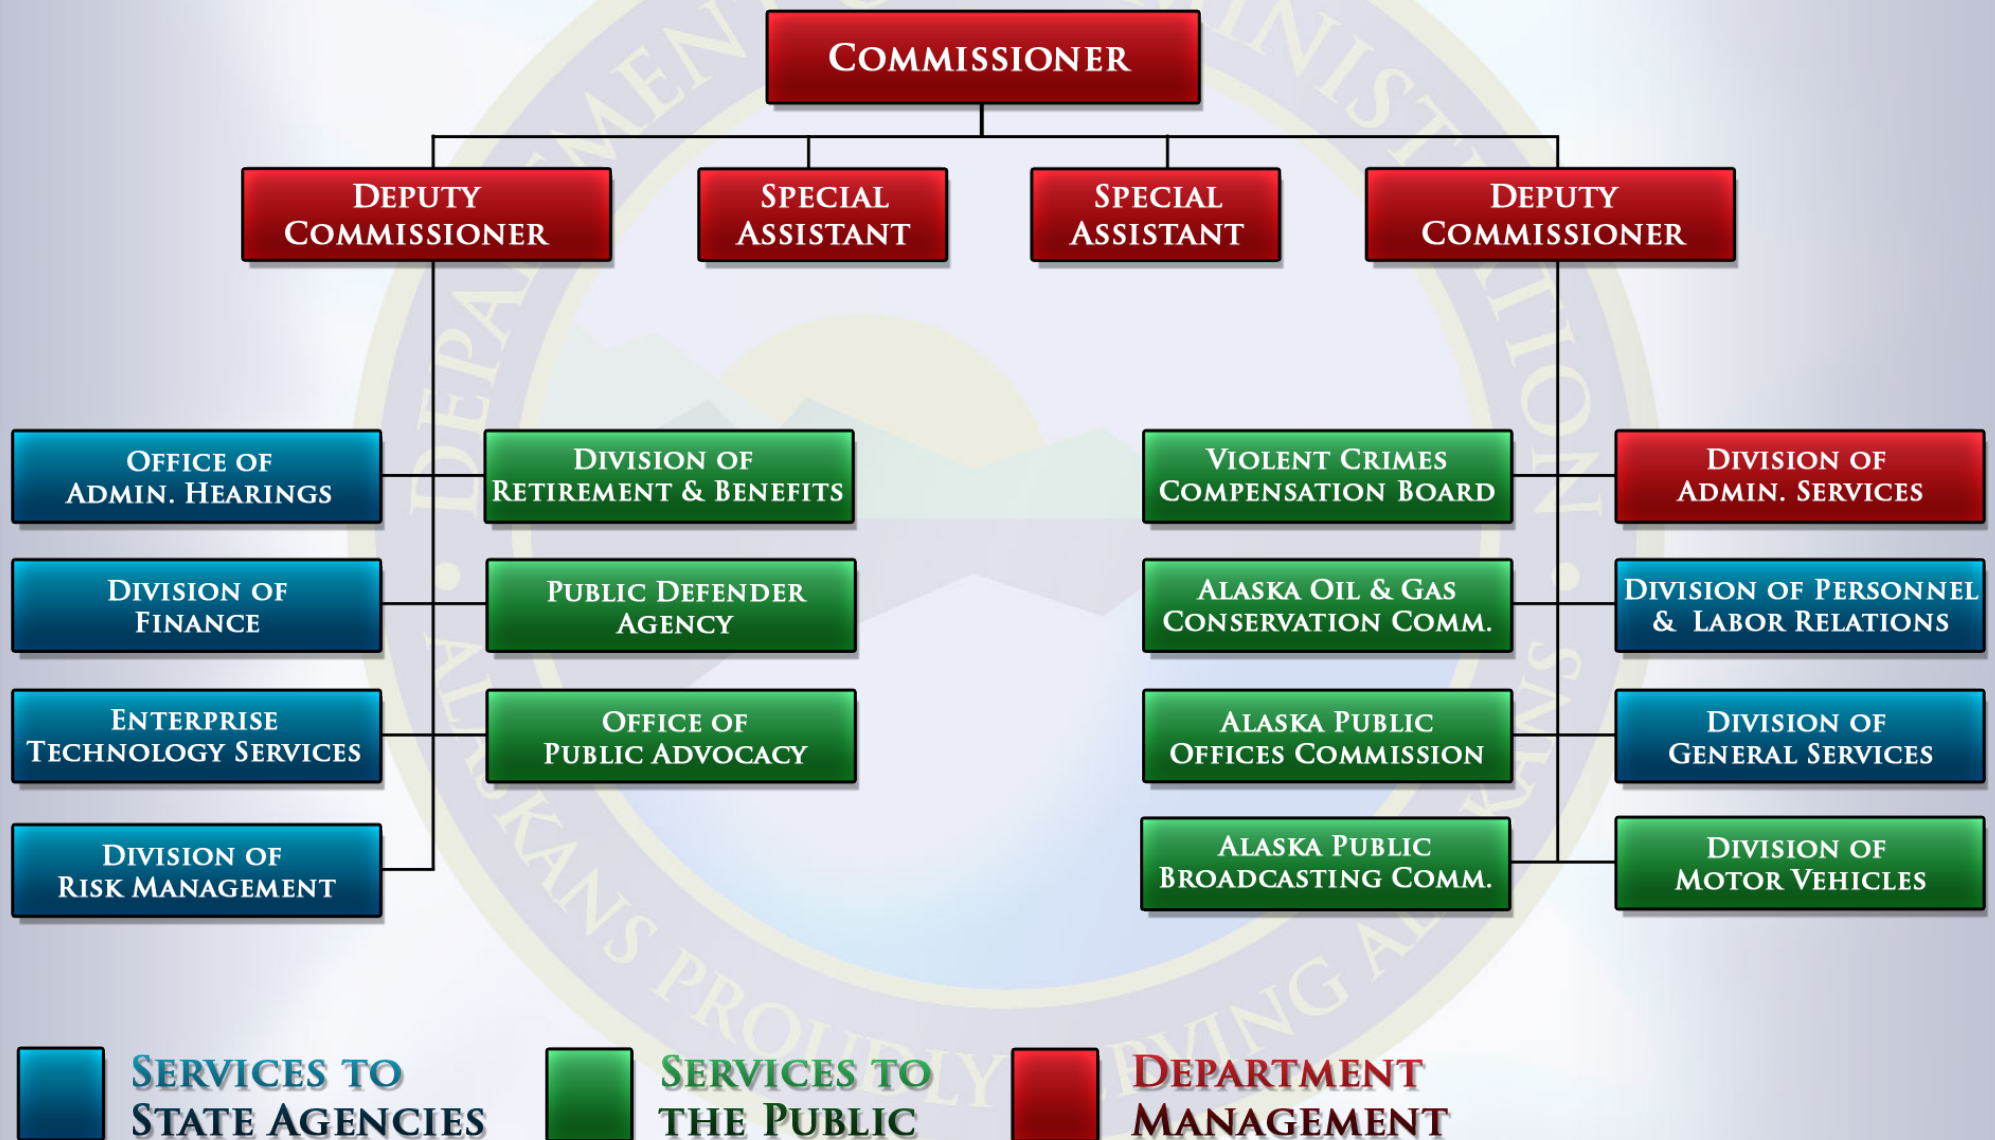 COMMISSIONER
DEPUTY
COMMISSIONER
SPECIAL
ASSISTANT
SPECIAL
ASSISTANT
DEPUTY
COMMISSIONER
OFFICE OF
ADMIN. HEARINGS
DIVISION OF
RETIREMENT & BENEFITS
VIOLENT CRIMES
COMPENSATION BOARD
DIVISION OF
ADMIN. SERVICES
DIVISION OF
FINANCE
PUBLIC DEFENDER
AGENCY
ALASKA OIL & GAS
CONSERVATION COMM.
DIVISION OF PERSONNEL
& LABOR RELATIONS
ENTERPRISE
TECHNOLOGY SERVICES
OFFICE OF
PUBLIC ADVOCACY
ALASKA PUBLIC
OFFICES COMMISSION
DIVISION OF
GENERAL SERVICES
DIVISION OF
RISK MANAGEMENT
ALASKA PUBLIC
BROADCASTING COMM.
DIVISION OF
MOTOR VEHICLES
SERVICES TO
STATE AGENCIES
SERVICES TO
THE PUBLIC
DEPARTMENT
MANAGEMENT